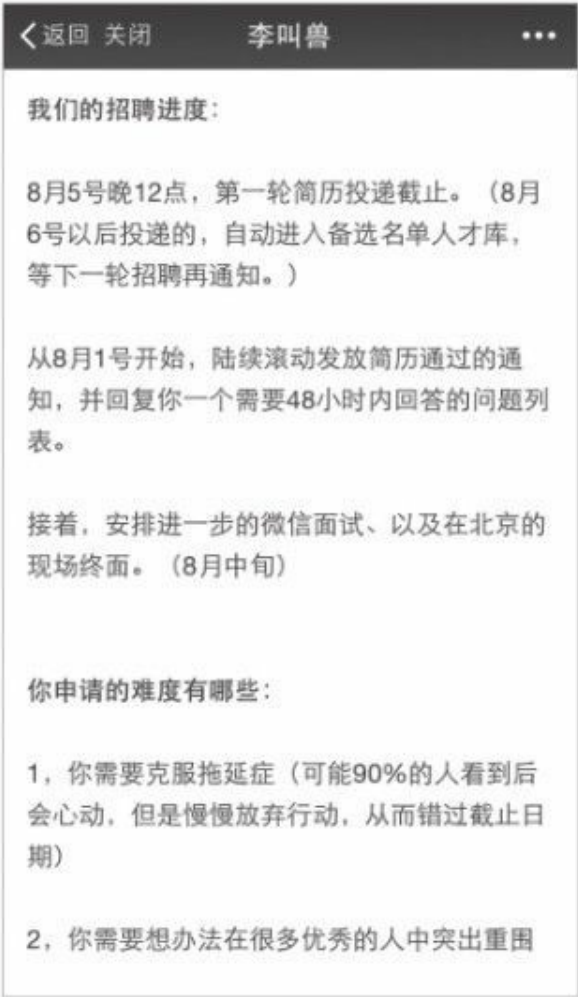 返回 关闭 李叫兽
我们的招聘进度：
8月5号晚12点，第一轮简历投递截止。（8月
6号以后投递的，自动进入备选名单人才库，
等下一轮招聘再通知。）
从8月1号开始，陆续滚动发放简历通过的通
知，并回复你一个需要48小时内回答的问题列
表。
接着，安排进一步的微信面试、以及在北京的
现场终面。（8月中旬）
你申请的难度有哪些：
1，你需要克服拖延症（可能90%的人看到后
会心动，但是慢慢放弃行动，从而错过截止日
期）
2，你需要想办法在很多优秀的人中突出重围